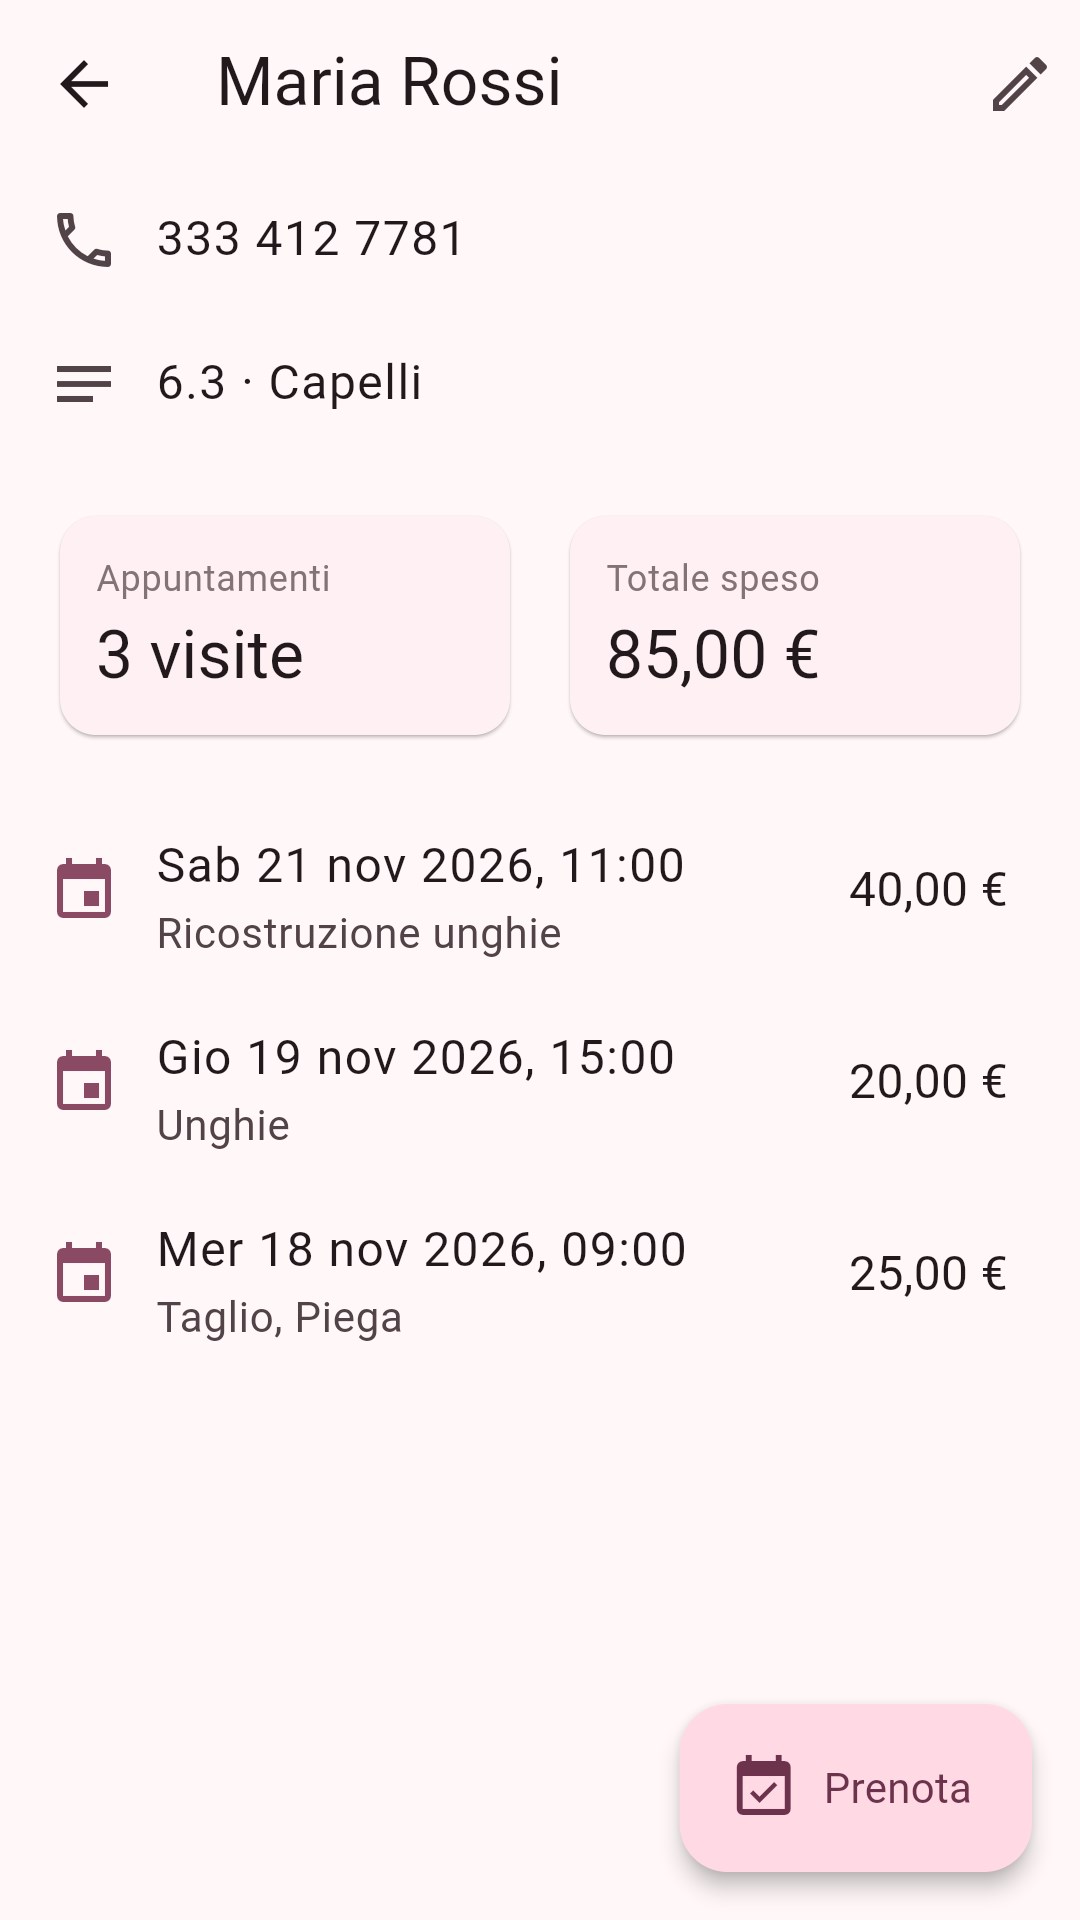 Maria Rossi
333 412 7781
6.3 · Capelli
Appuntamenti
3 visite
Totale speso
85,00 €
Sab 21 nov 2026, 11:00
Ricostruzione unghie
40,00 €
Gio 19 nov 2026, 15:00
Unghie
20,00 €
Mer 18 nov 2026, 09:00
Taglio, Piega
25,00 €
Prenota